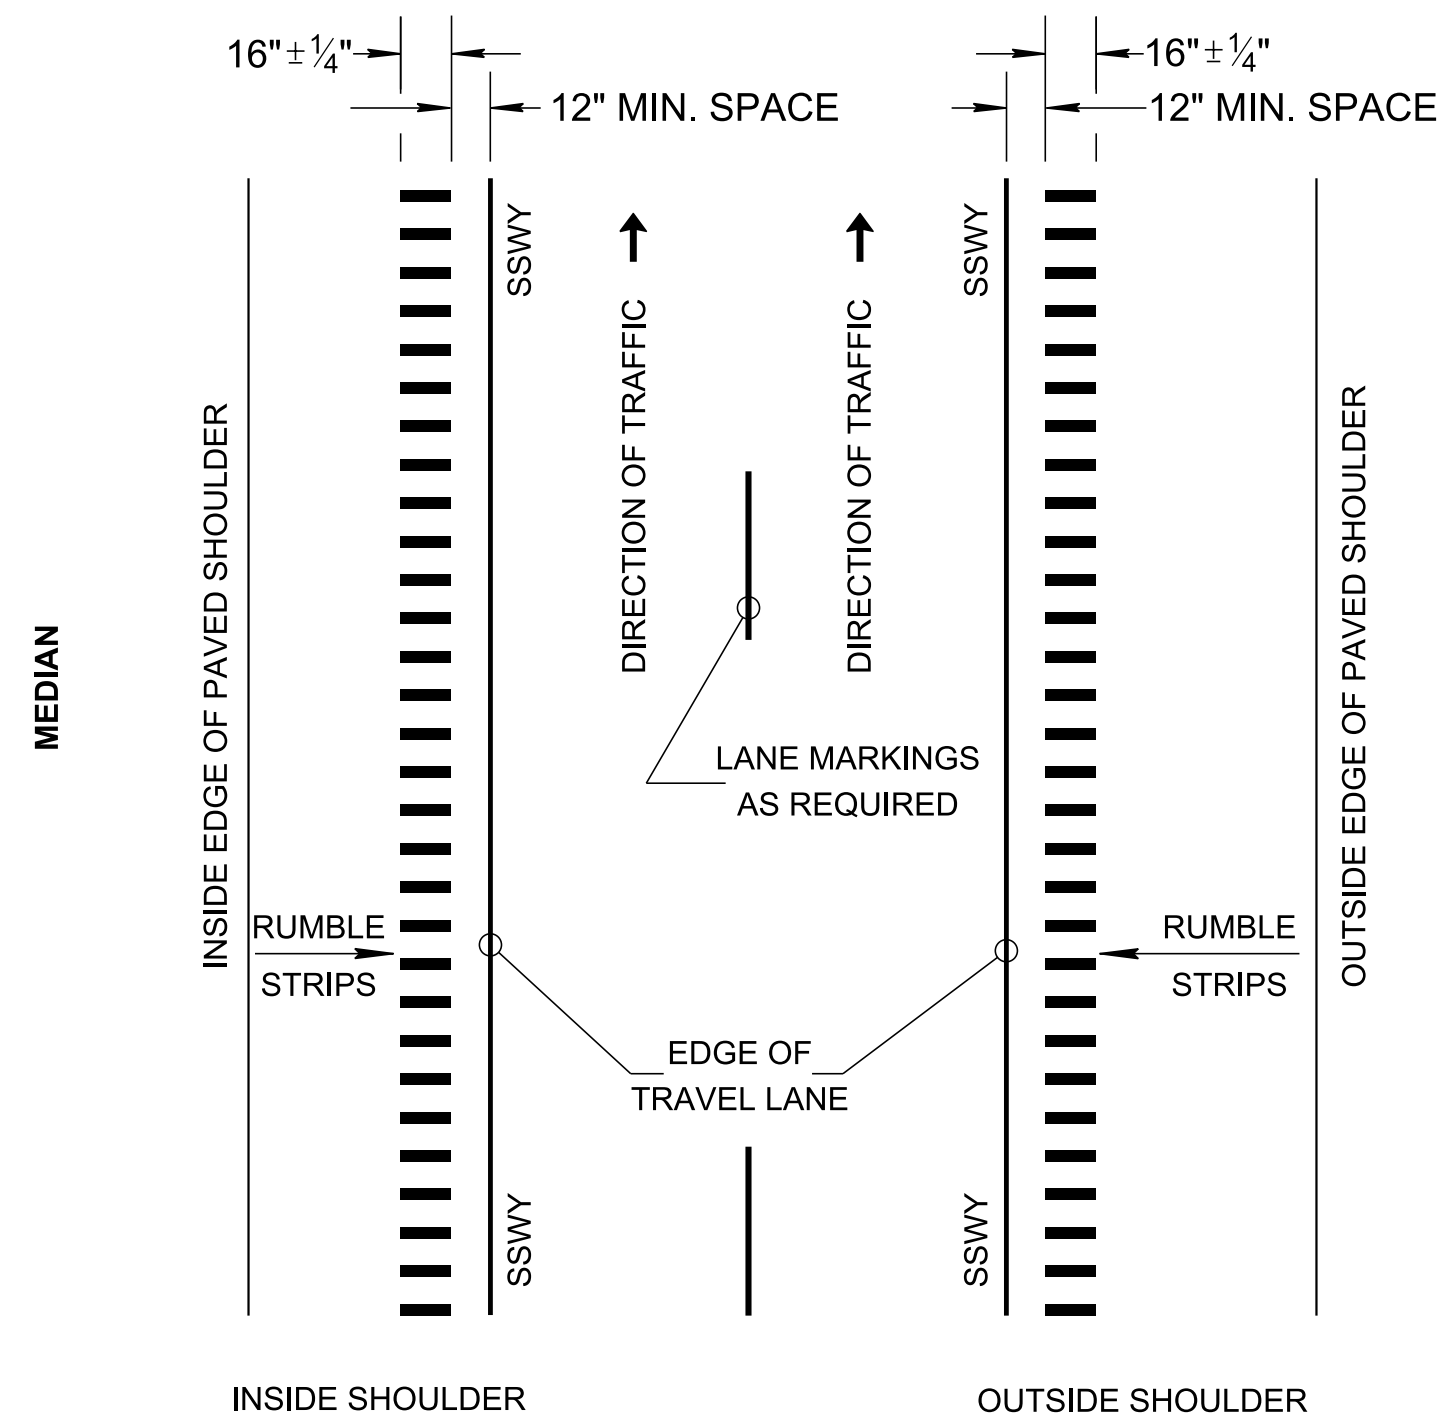 16" ± 1/4"
16" ± 1/4"
12" MIN. SPACE
12" MIN. SPACE
SSWY
SSWY
DIRECTION OF TRAFFIC
DIRECTION OF TRAFFIC
MEDIAN
INSIDE EDGE OF PAVED SHOULDER
OUTSIDE EDGE OF PAVED SHOULDER
LANE MARKINGS
AS REQUIRED
RUMBLE
STRIPS
RUMBLE
STRIPS
EDGE OF
TRAVEL LANE
SSWY
SSWY
INSIDE SHOULDER
OUTSIDE SHOULDER